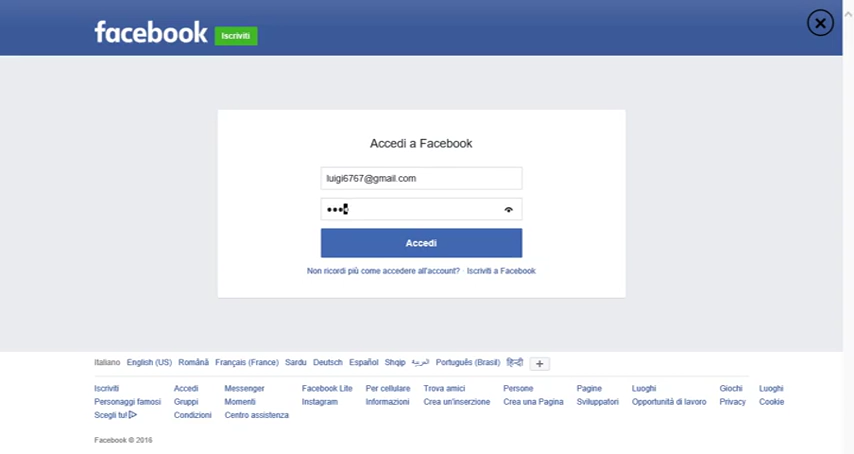 facebook Iscriviti
Accedi a Facebook
luigi6767@gmail.com
Accedi
Non ricordi più come accedere all'account? · Iscriviti a Facebook
Italiano English (US) Română Français (France) Sardu Deutsch Español Shqip العربية Português (Brasil) हिन्दी +
Iscriviti Accedi Messenger Facebook Lite Per cellulare Trova amici Persone Pagine Luoghi Giochi Luoghi
Personaggi famosi Gruppi Momenti Instagram Informazioni Crea un'inserzione Crea una Pagina Sviluppatori Opportunità di lavoro Privacy Cookie
Scegli tu! Condizioni Centro assistenza
Facebook © 2016